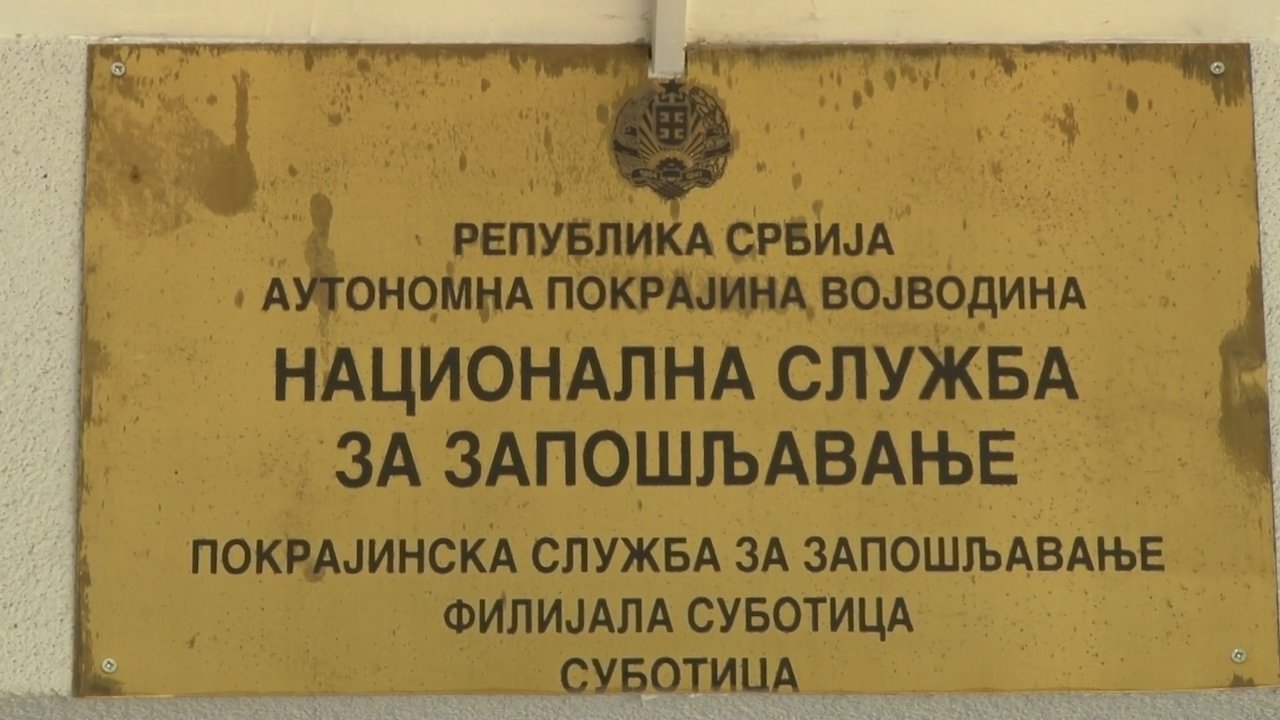 РЕПУБЛИКА СРБИЈА
АУТОНОМНА ПОКРАЈИНА ВОЈВОДИНА
НАЦИОНАЛНА СЛУЖБА
ЗА ЗАПОШЉАВАЊЕ
ПОКРАЈИНСКА СЛУЖБА ЗА ЗАПОШЉАВАЊЕ
ФИЛИЈАЛА СУБОТИЦА
СУБОТИЦА